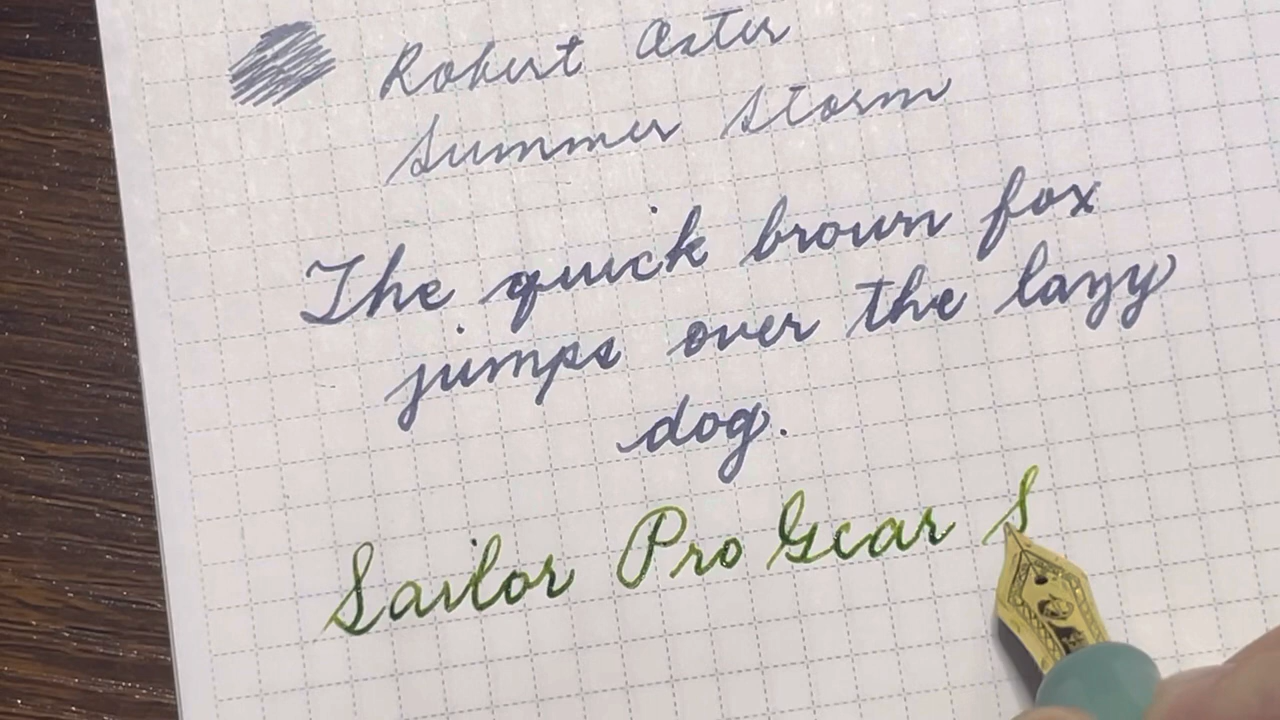 Robert Oster
Summer Storm
The quick brown fox
jumps over the lazy
dog.
Sailor Pro Gear S